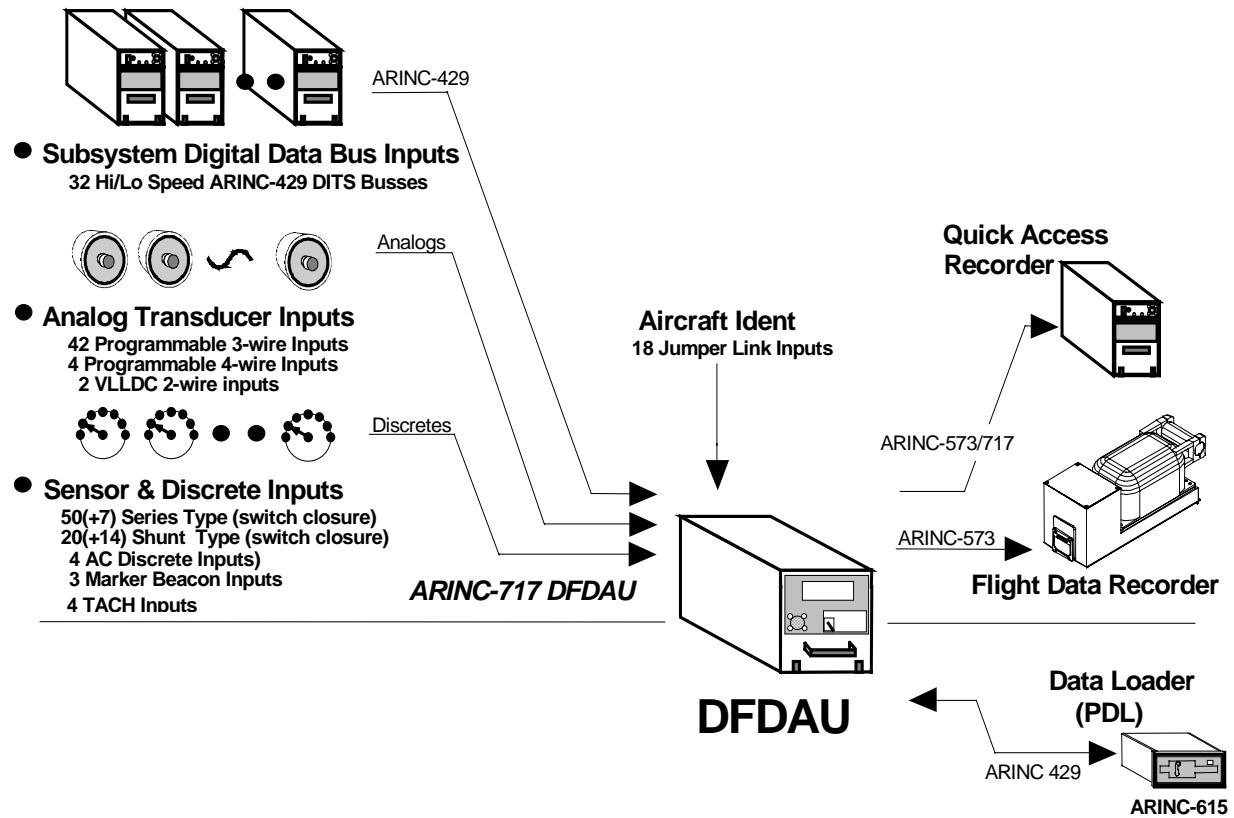 ARINC-429
Subsystem Digital Data Bus Inputs
32 Hi/Lo Speed ARINC-429 DITS Busses
Analogs
Analog Transducer Inputs
42 Programmable 3-wire Inputs
4 Programmable 4-wire Inputs
2 VLLDC 2-wire inputs
Discretes
Sensor & Discrete Inputs
50(+7) Series Type (switch closure)
20(+14) Shunt Type (switch closure)
4 AC Discrete Inputs)
3 Marker Beacon Inputs
4 TACH Inputs
Aircraft Ident
18 Jumper Link Inputs
ARINC-717 DFDAU
DFDAU
Quick Access
Recorder
ARINC-573/717
ARINC-573
Flight Data Recorder
Data Loader
(PDL)
ARINC 429
ARINC-615